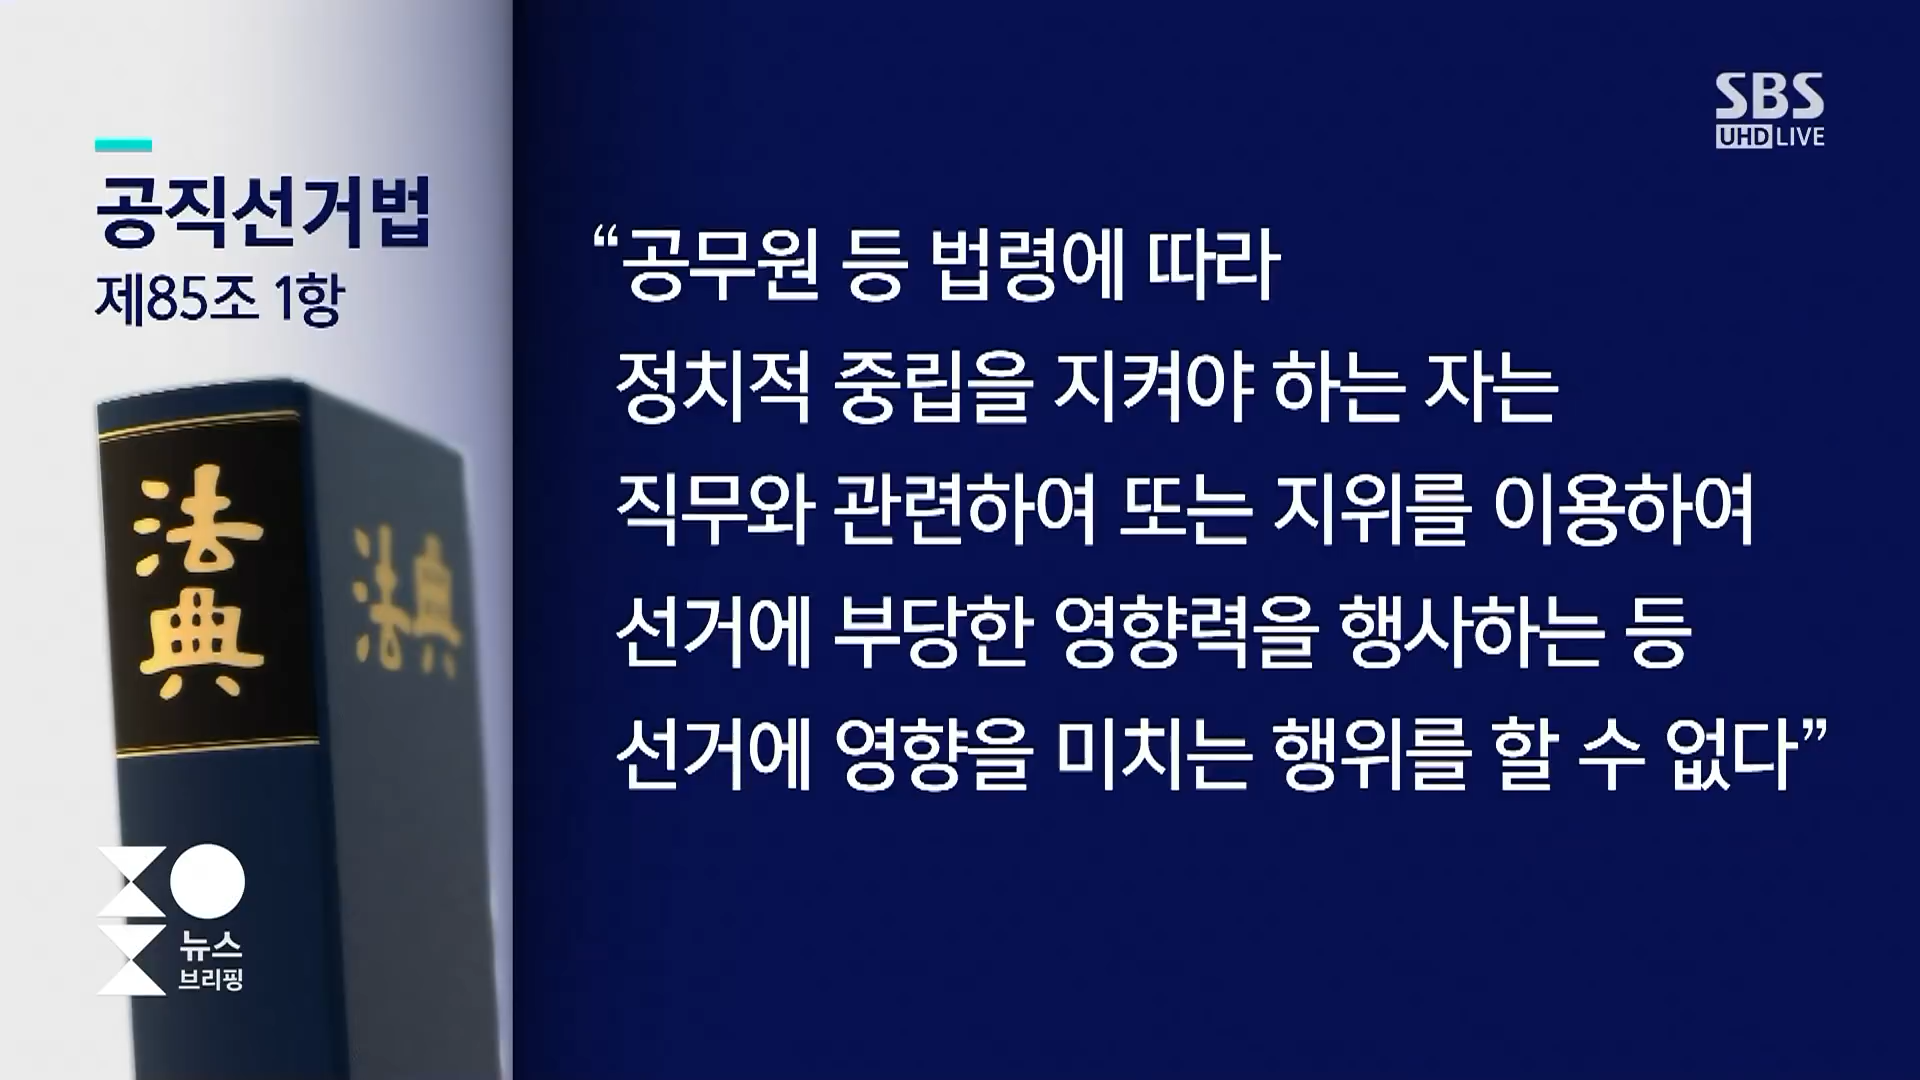 SBS
UHD LIVE
공직선거법
제85조 1항
“공무원 등 법령에 따라
정치적 중립을 지켜야 하는 자는
직무와 관련하여 또는 지위를 이용하여
선거에 부당한 영향력을 행사하는 등
선거에 영향을 미치는 행위를 할 수 없다”
法典
法典
뉴스
브리핑